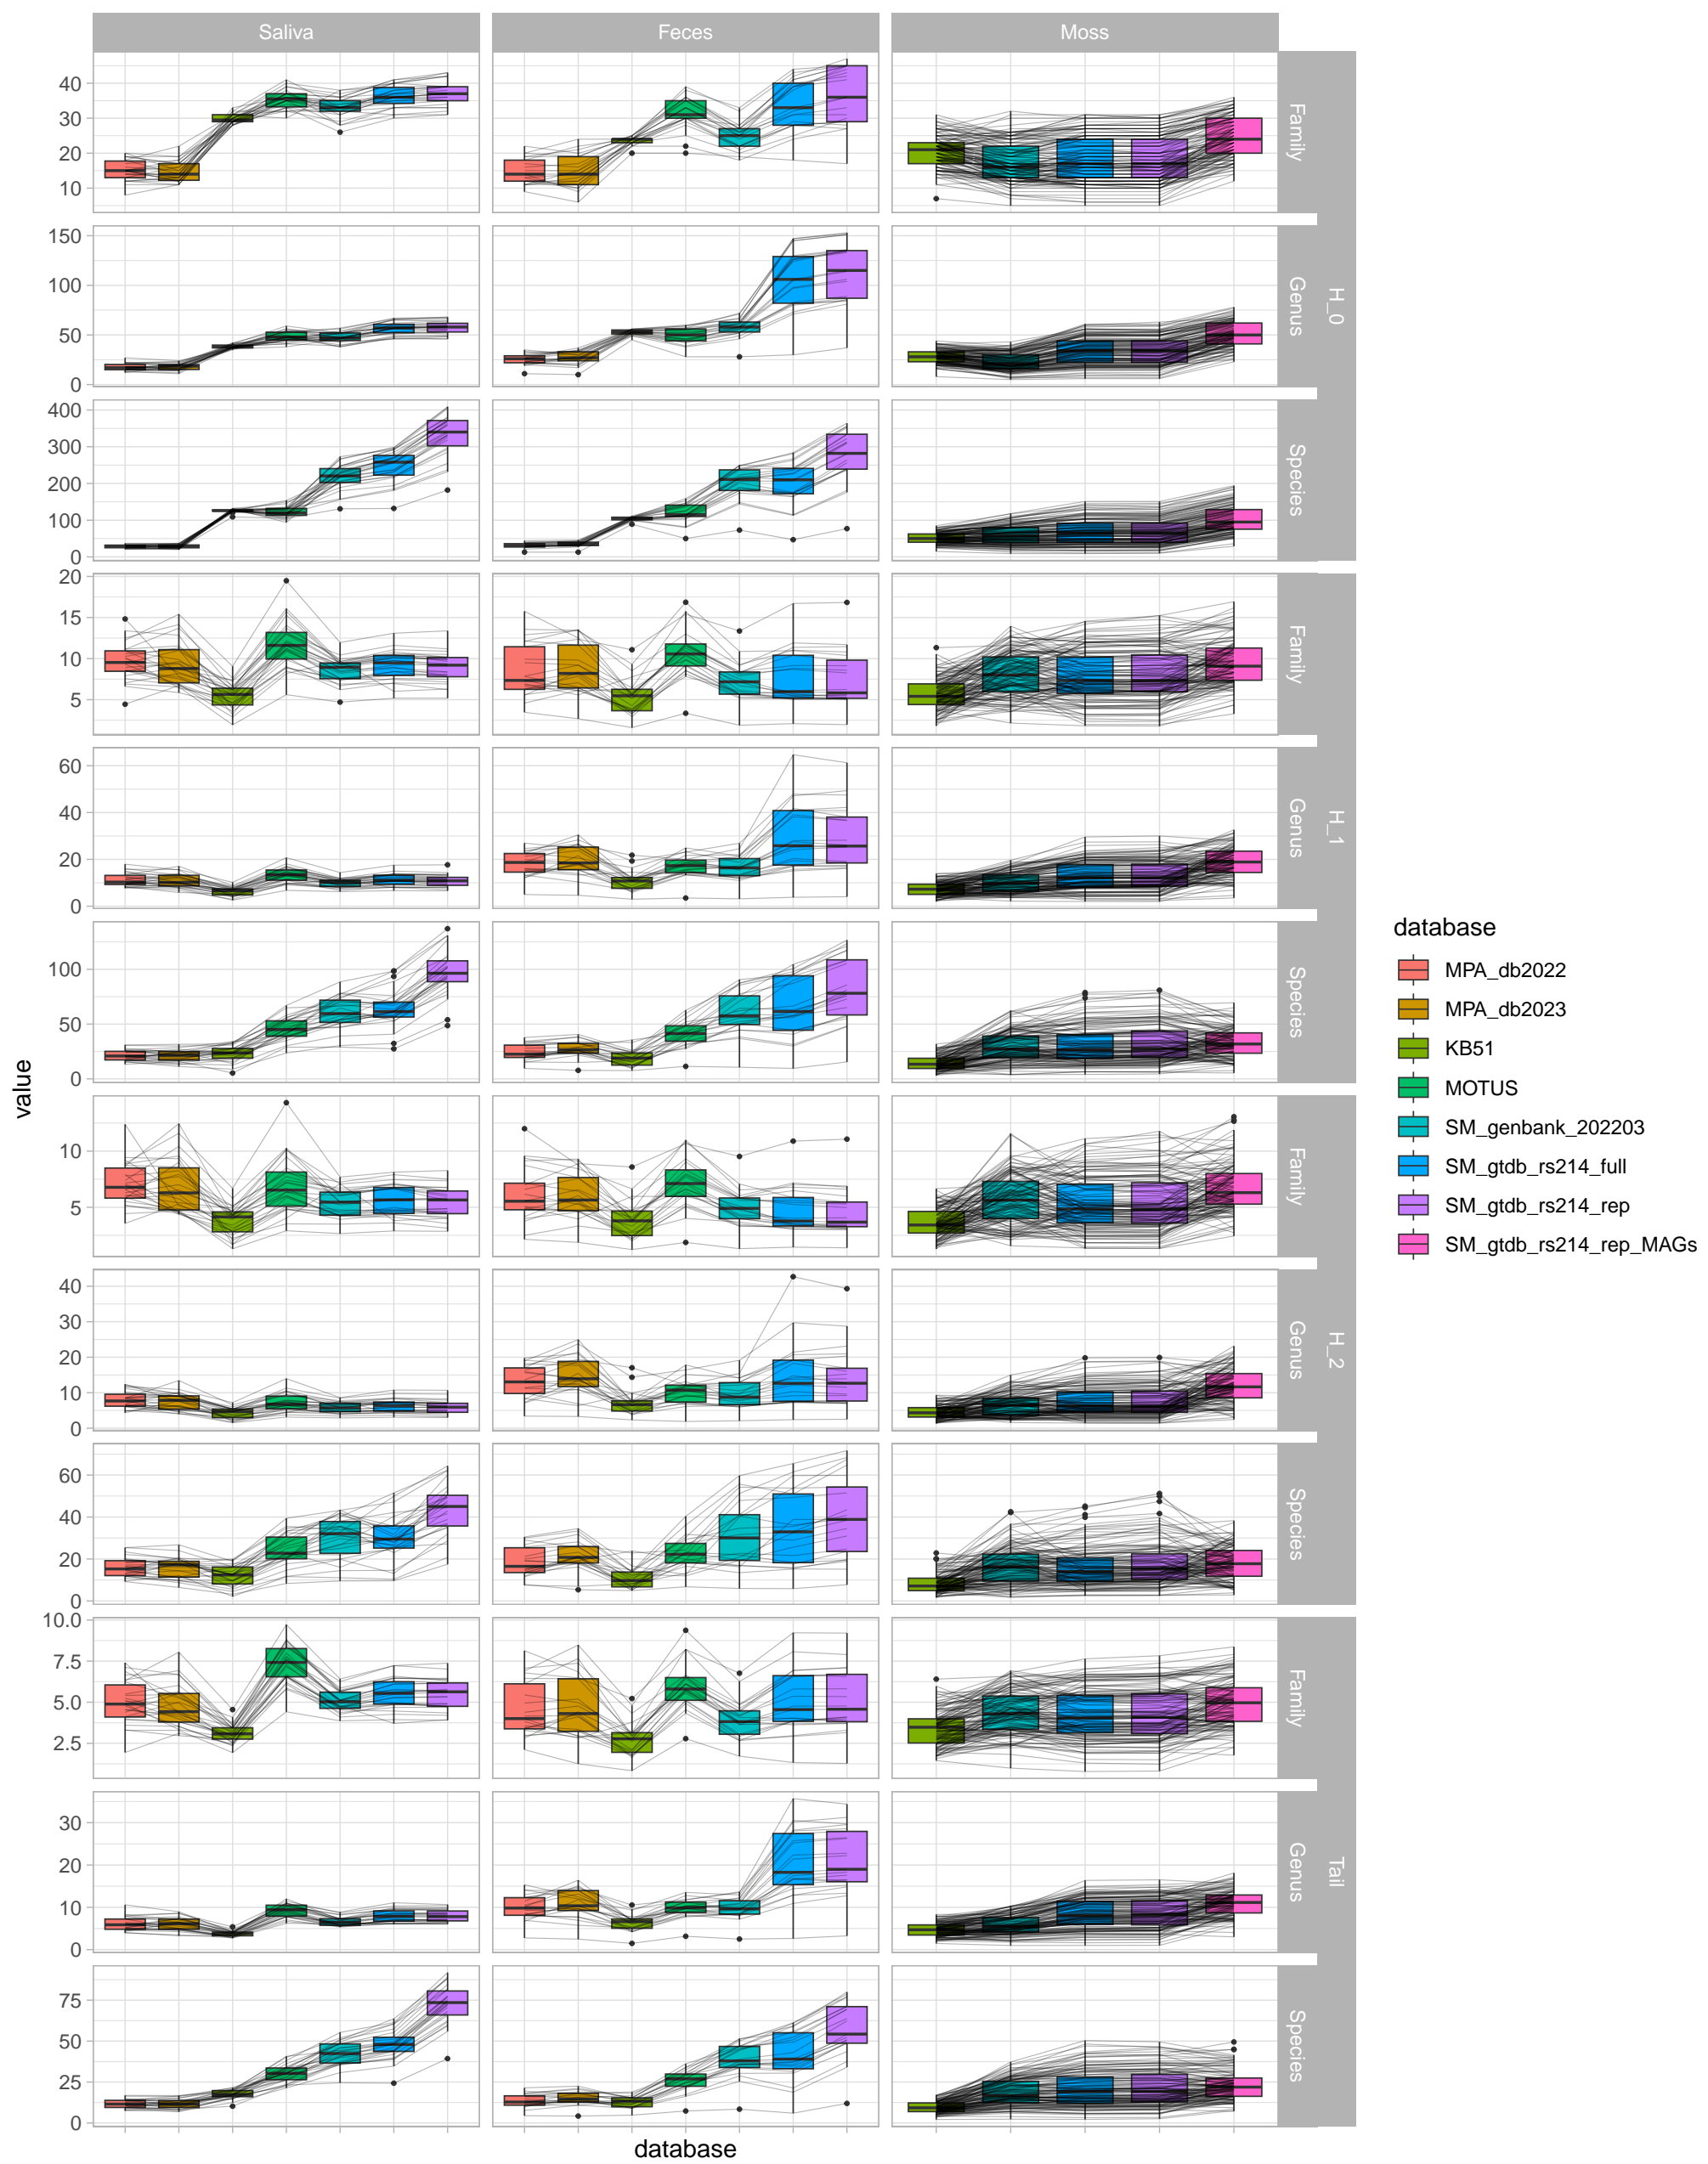 Saliva Feces Moss
40
30
20
10
Family
150
100
50
0
Genus
H_0
400
300
200
100
0
Species
20
15
10
5
Family
60
40
20
0
Genus
H_1
100
50
0
Species
10
5
Family
40
30
20
10
0
Genus
H_2
60
40
20
0
Species
10.0
7.5
5.0
2.5
Family
30
20
10
0
Genus
Tail
75
50
25
0
Species
value
database
database
MPA_db2022
MPA_db2023
KB51
MOTUS
SM_genbank_202203
SM_gtdb_rs214_full
SM_gtdb_rs214_rep
SM_gtdb_rs214_rep_MAGs